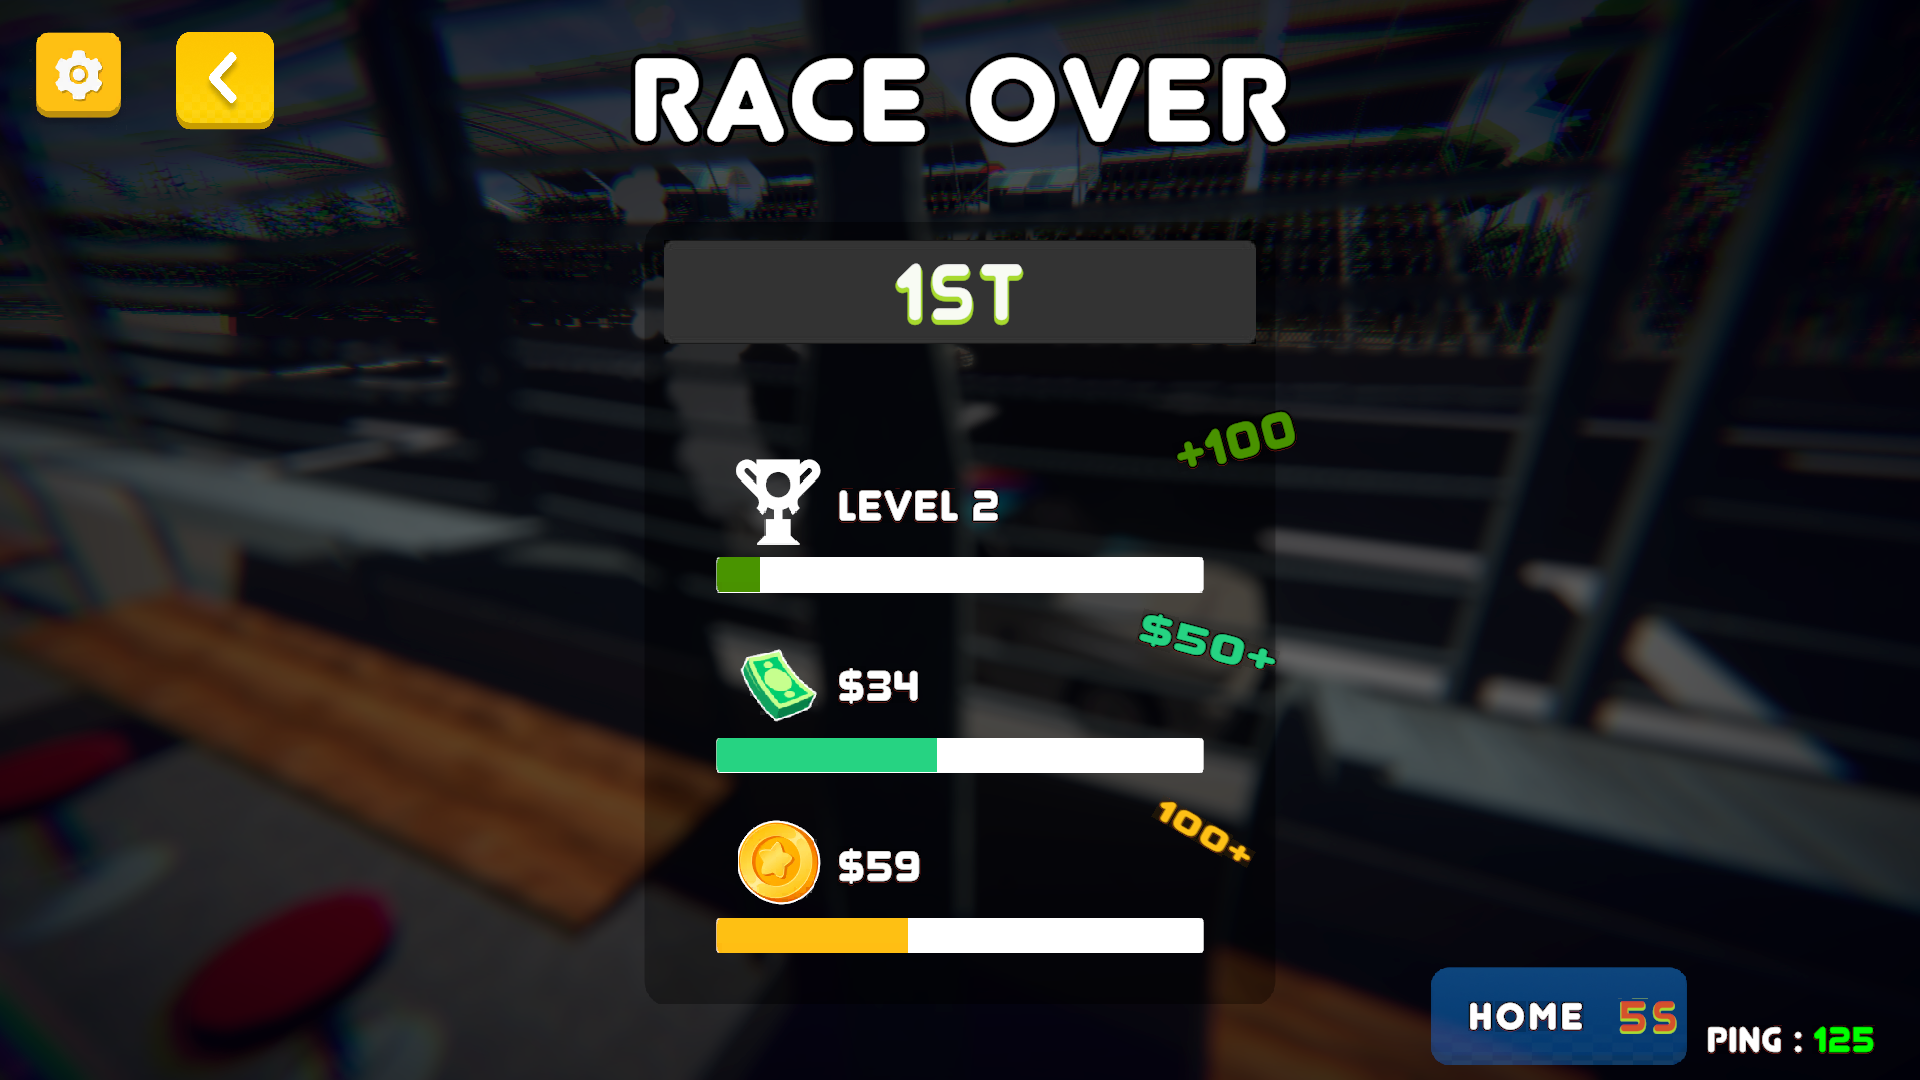 RACE OVER
1ST
+100
LEVEL 2
$50+
$34
100+
$59
HOME 5S
PING : 125